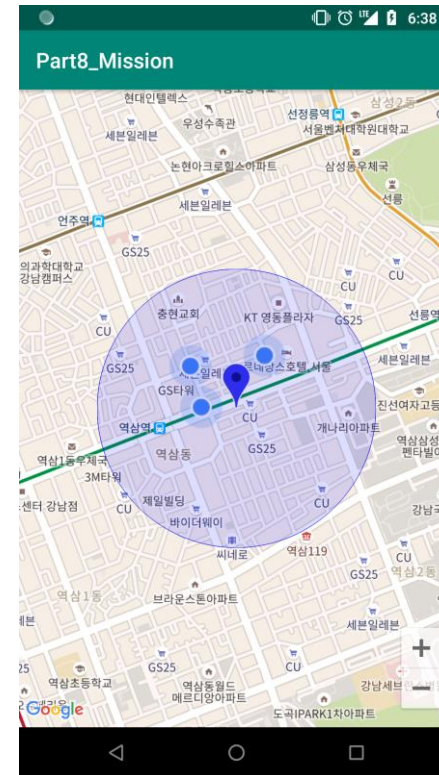 6:38
Part8_Mission
현대인텔렉스
우성수족관
세븐일레븐
선정릉역
삼성2동
서울벤처대학원대학교
논현아크로힐스아파트
삼성동우체국
세븐일레븐
선릉
언주역
GS25
의과학대학교
강남캠퍼스
CU
CU
충현교회
KT 영동플라자
GS25
선릉역
CU
GS25
세븐일레븐
GS타워
CU
진선여자고등
개나리아파트
역삼역
역삼동
GS25
역삼1동우체국
역삼삼성
3M타워
센터 강남점
CU
제일빌딩
CU
바이더웨이
씨네로
역삼119
CU
GS25
역삼2동
역삼1동
브라운스톤아파트
세븐일레븐
GS25
CU
역삼초등학교
역삼동월드
메르디앙아파트
강남세브란스
Google
도곡IPARK1차아파트